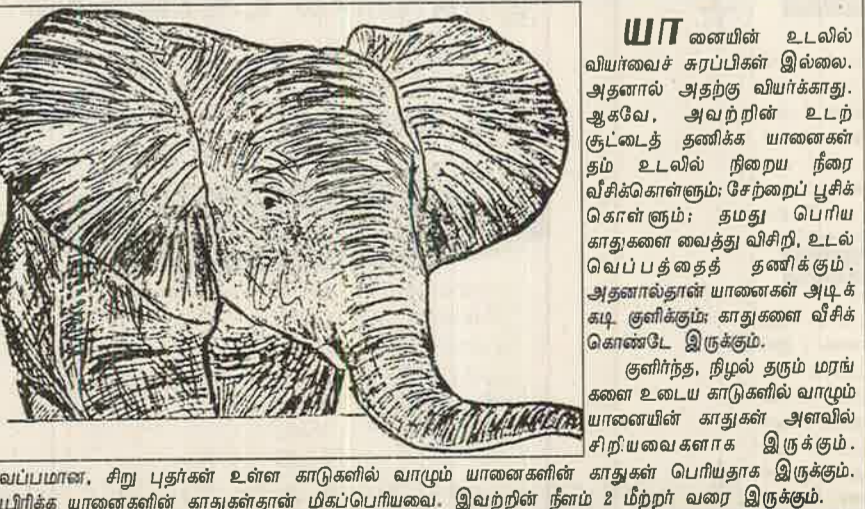 யானையின் உடலில்
வியர்வைச் சுரப்பிகள் இல்லை.
அதனால் அதற்கு வியர்க்காது.
ஆகவே, அவற்றின் உடற்
சூட்டைத் தணிக்க யானைகள்
தம் உடலில் நிறைய நீரை
வீசிக்கொள்ளும்; சேற்றைப் பூசிக்
கொள்ளும்; தமது பெரிய
காதுகளை வைத்து விசிறி, உடல்
வெப்பத்தைத் தணிக்கும்.
அதனால்தான் யானைகள் அடிக்
கடி குளிக்கும்; காதுகளை வீசிக்
கொண்டே இருக்கும்.
குளிர்ந்த, நிழல் தரும் மரங்
களை உடைய காடுகளில் வாழும்
யானையின் காதுகள் அளவில்
சிறியவைகளாக இருக்கும்.
வப்பமான, சிறு புதர்கள் உள்ள காடுகளில் வாழும் யானைகளின் காதுகள் பெரியதாக இருக்கும்.
பிரிக்க யானைகளின் காதுகள்தான் மிகப்பெரியவை. இவற்றின் நீளம் 2 மீற்றர் வரை இருக்கும்.